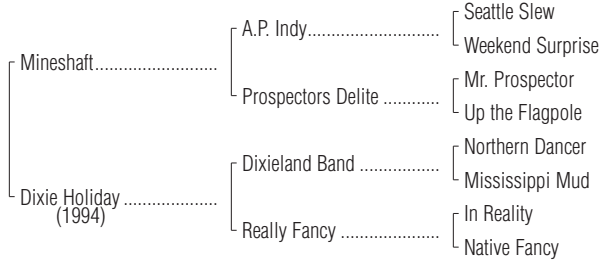 Seattle Slew
A.P. Indy..............................
Weekend Surprise
Mineshaft..........................
Mr. Prospector
Prospectors Delite ............
Up the Flagpole
Northern Dancer
Dixieland Band .................
Mississippi Mud
Dixie Holiday ....................
(1994)
In Reality
Really Fancy .....................
Native Fancy